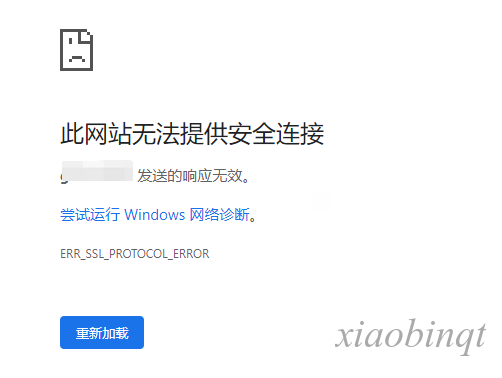 此网站无法提供安全连接
发送的响应无效。
尝试运行 Windows 网络诊断。
ERR_SSL_PROTOCOL_ERROR
重新加载
xiaobinqt